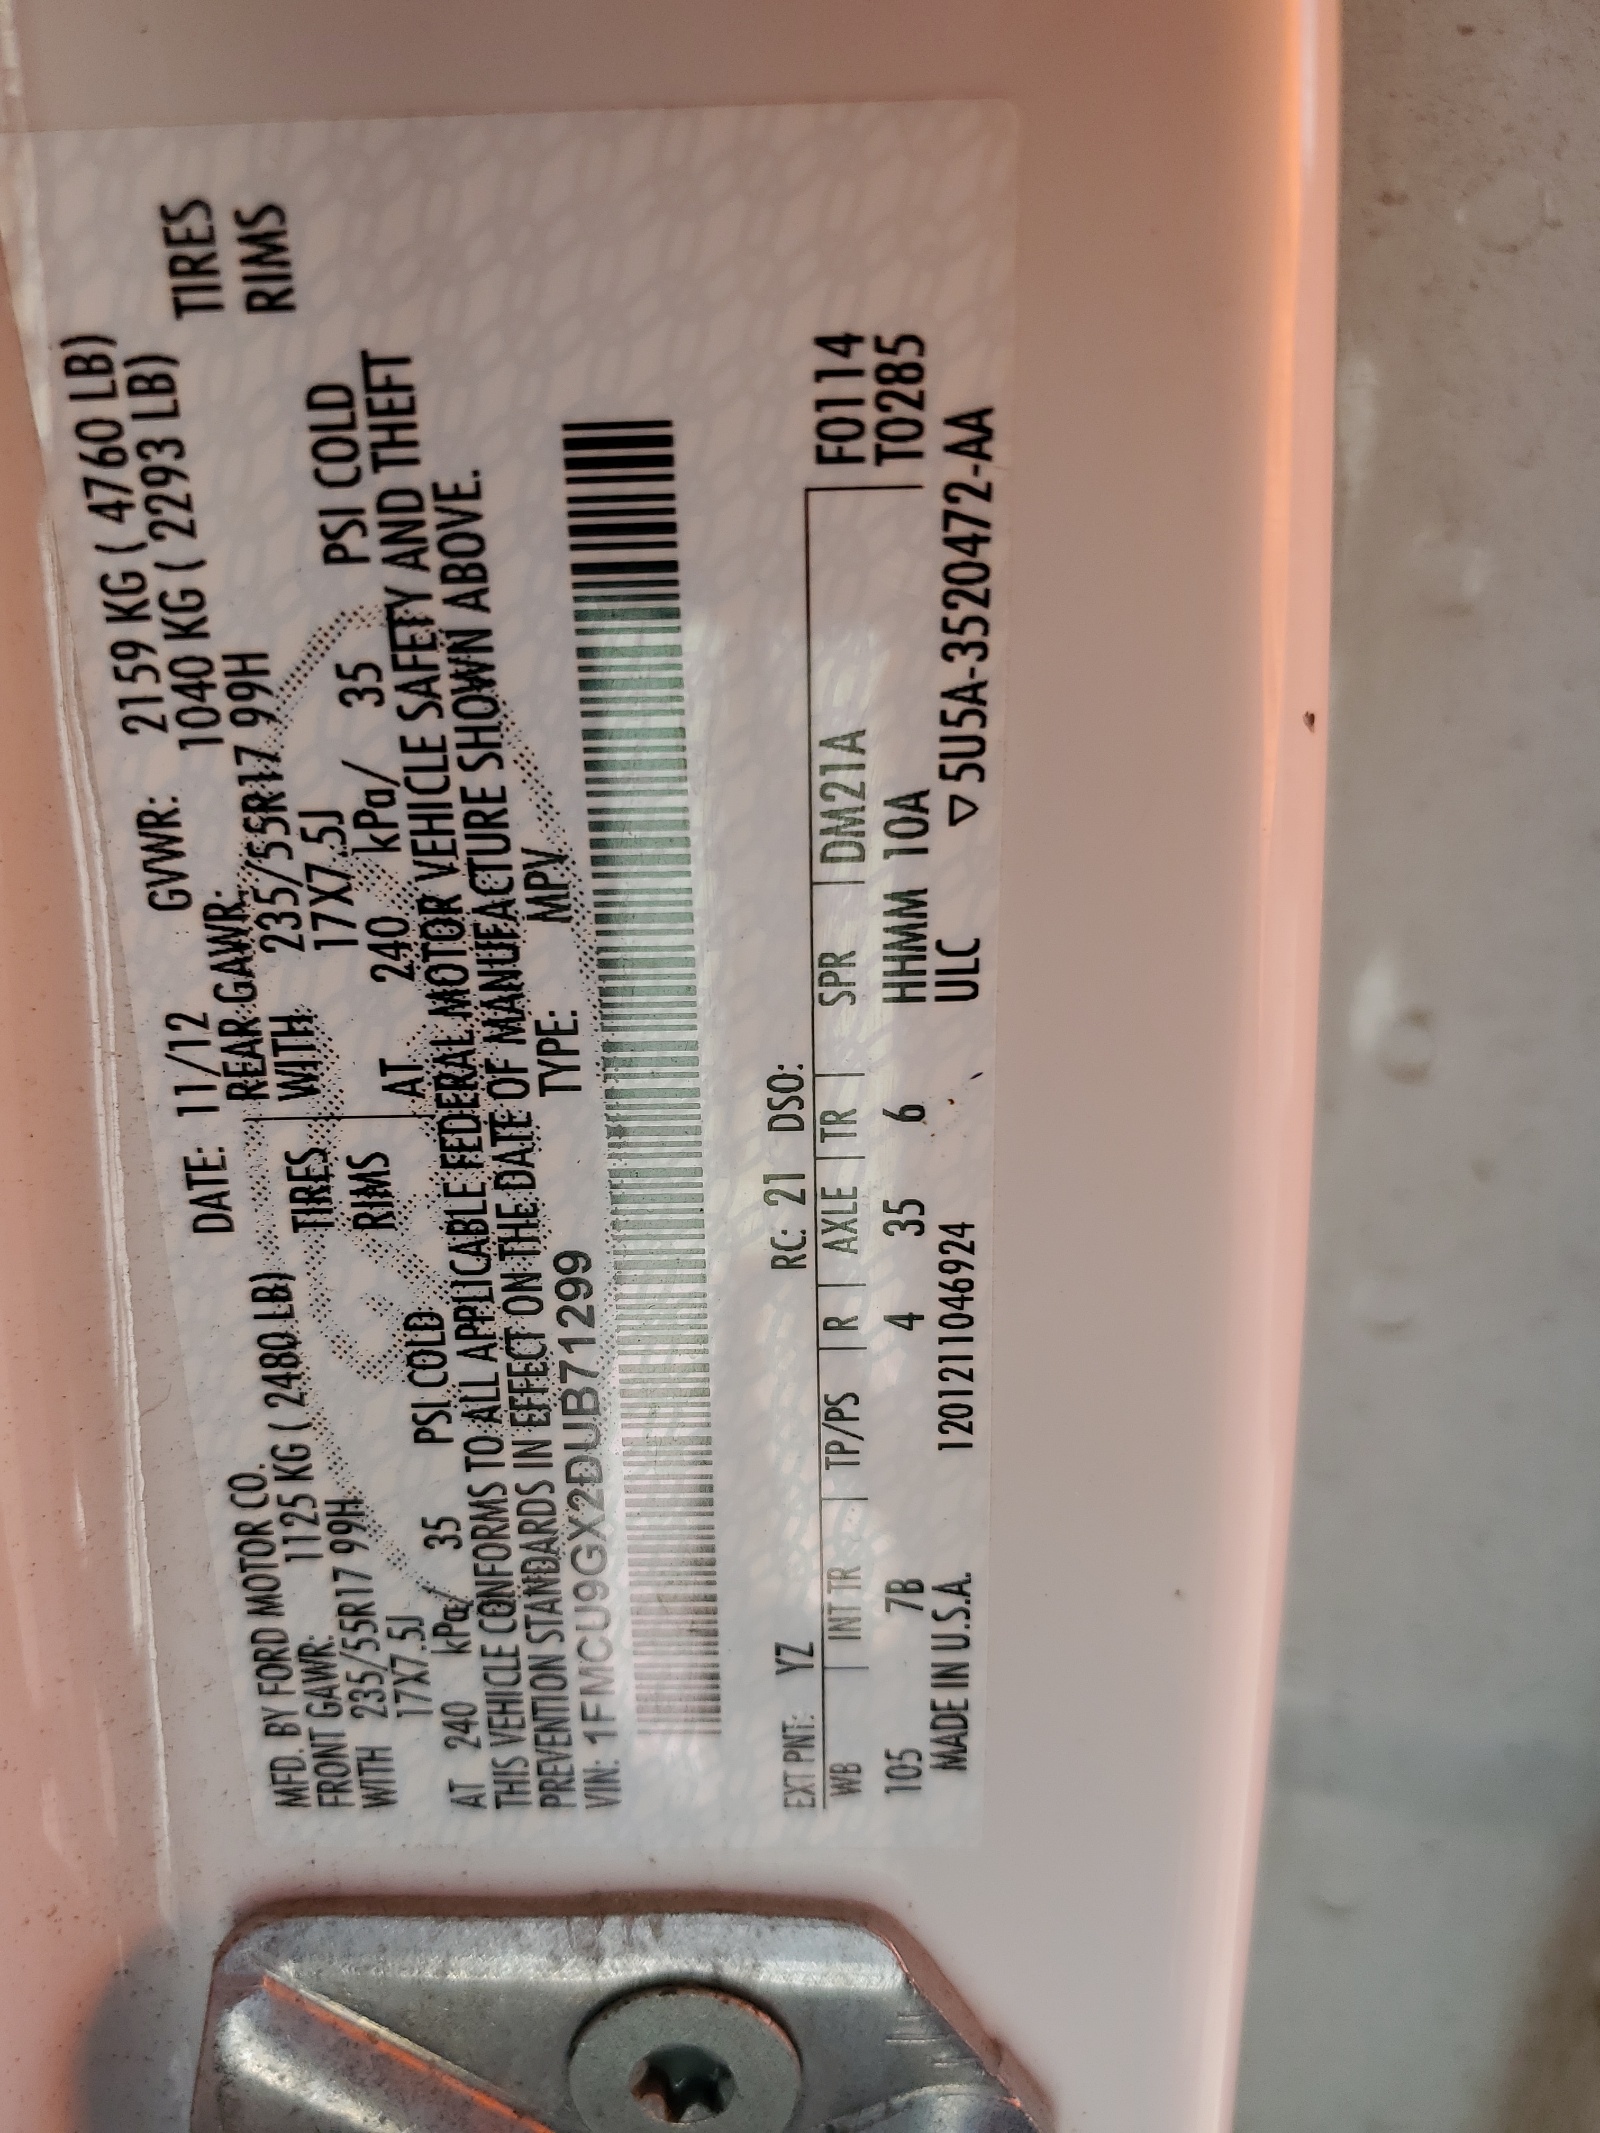 MFD. BY FORD MOTOR CO. DATE: 11/12 GVWR: 2159 KG ( 4760 LB)
FRONT GAWR: 1125 KG ( 2480 LB) REAR GAWR: 1040 KG ( 2293 LB)
WITH 235/55R17 99H TIRES WITH 235/55R17 99H TIRES
17X7.5J RIMS 17X7.5J RIMS
AT 240 kPa/ 35 PSI COLD AT 240 kPa/ 35 PSI COLD
THIS VEHICLE CONFORMS TO ALL APPLICABLE FEDERAL MOTOR VEHICLE SAFETY AND THEFT
PREVENTION STANDARDS IN EFFECT ON THE DATE OF MANUFACTURE SHOWN ABOVE.
VIN: 1FMCU9GX2DUB71299 TYPE: MPV
EXT PNT: YZ RC: 21 DSO:
WB INT TR TP/PS R AXLE TR SPR DM21A F0114
105 7B 4 35 6 HHMM 10A T0285
MADE IN U.S.A. 120121104692​4 ULC ▽5U5A-3520472-AA